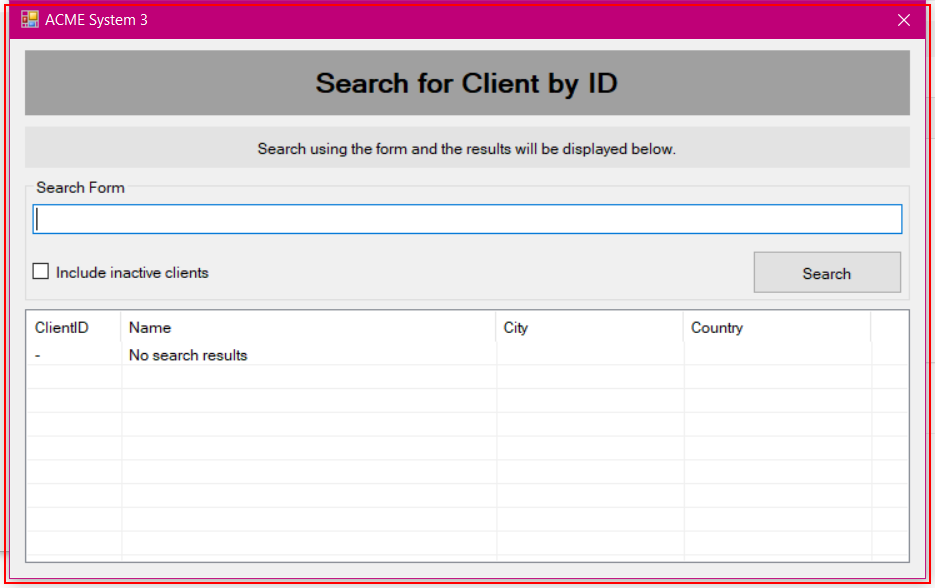 ACME System 3
Search for Client by ID
Search using the form and the results will be displayed below.
Search Form
Include inactive clients
Search
ClientID Name City Country
- No search results